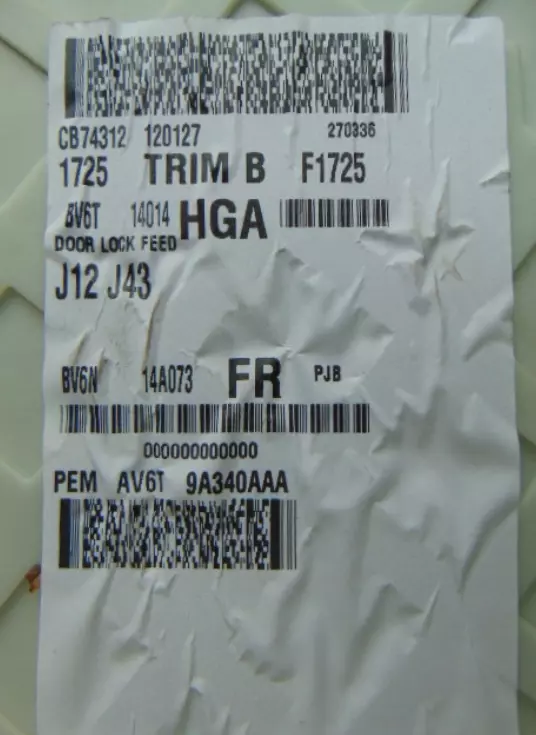 CB74312 120127 270336
1725 TRIM B F1725
BV6T 14014 HGA
DOOR LOCK FEED
J12 J43
BV6N 14A073 FR PJB
000000000000
PEM AV6T 9A340AAA